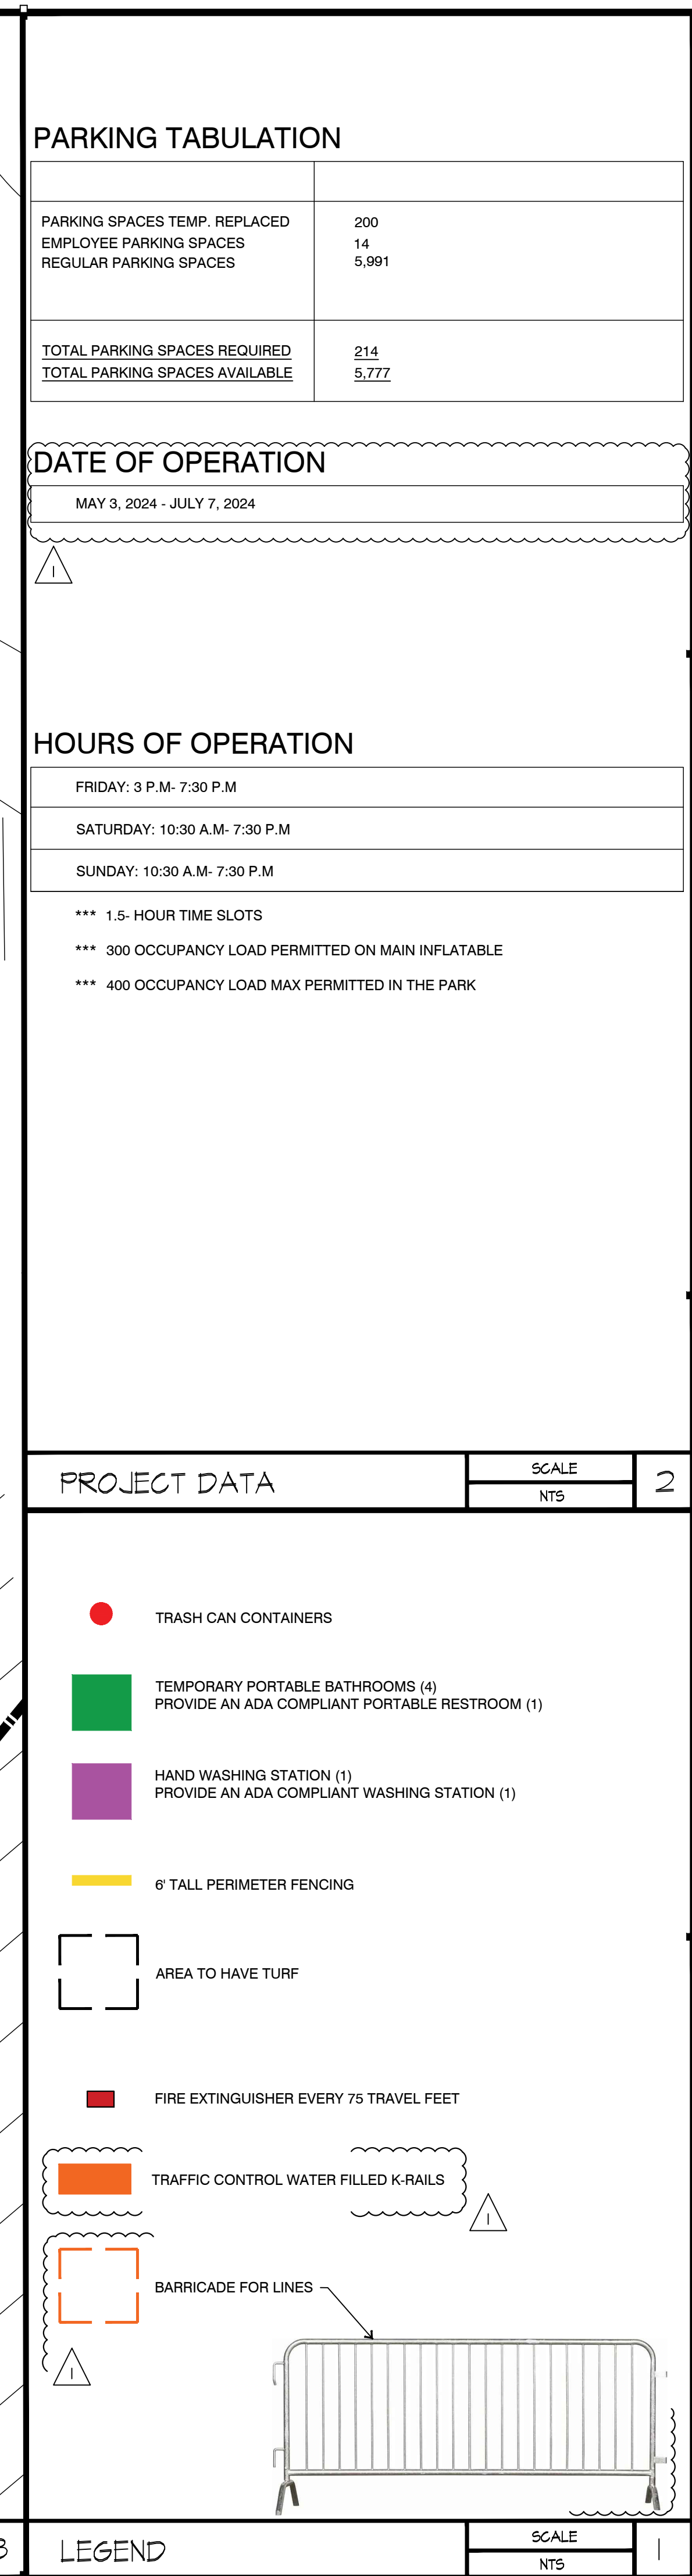 PARKING TABULATION
PARKING SPACES TEMP. REPLACED 200
EMPLOYEE PARKING SPACES 14
REGULAR PARKING SPACES 5,991
TOTAL PARKING SPACES REQUIRED 214
TOTAL PARKING SPACES AVAILABLE 5,777
DATE OF OPERATION
MAY 3, 2024 - JULY 7, 2024
1
HOURS OF OPERATION
FRIDAY: 3 P.M- 7:30 P.M
SATURDAY: 10:30 A.M- 7:30 P.M
SUNDAY: 10:30 A.M- 7:30 P.M
*** 1.5- HOUR TIME SLOTS
*** 300 OCCUPANCY LOAD PERMITTED ON MAIN INFLATABLE
*** 400 OCCUPANCY LOAD MAX PERMITTED IN THE PARK
PROJECT DATA
SCALE
NTS
2
TRASH CAN CONTAINERS
TEMPORARY PORTABLE BATHROOMS (4)
PROVIDE AN ADA COMPLIANT PORTABLE RESTROOM (1)
HAND WASHING STATION (1)
PROVIDE AN ADA COMPLIANT WASHING STATION (1)
6' TALL PERIMETER FENCING
AREA TO HAVE TURF
FIRE EXTINGUISHER EVERY 75 TRAVEL FEET
TRAFFIC CONTROL WATER FILLED K-RAILS
1
BARRICADE FOR LINES
1
LEGEND
SCALE
NTS
1